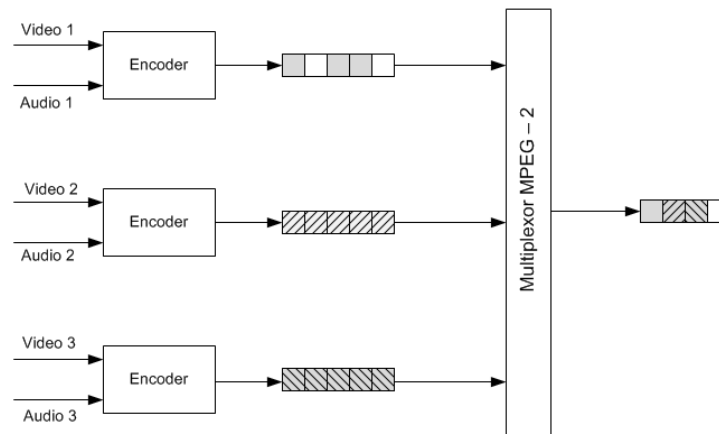 Video 1
Encoder
Audio 1
Video 2
Encoder
Audio 2
Video 3
Encoder
Audio 3
Multiplexor MPEG – 2